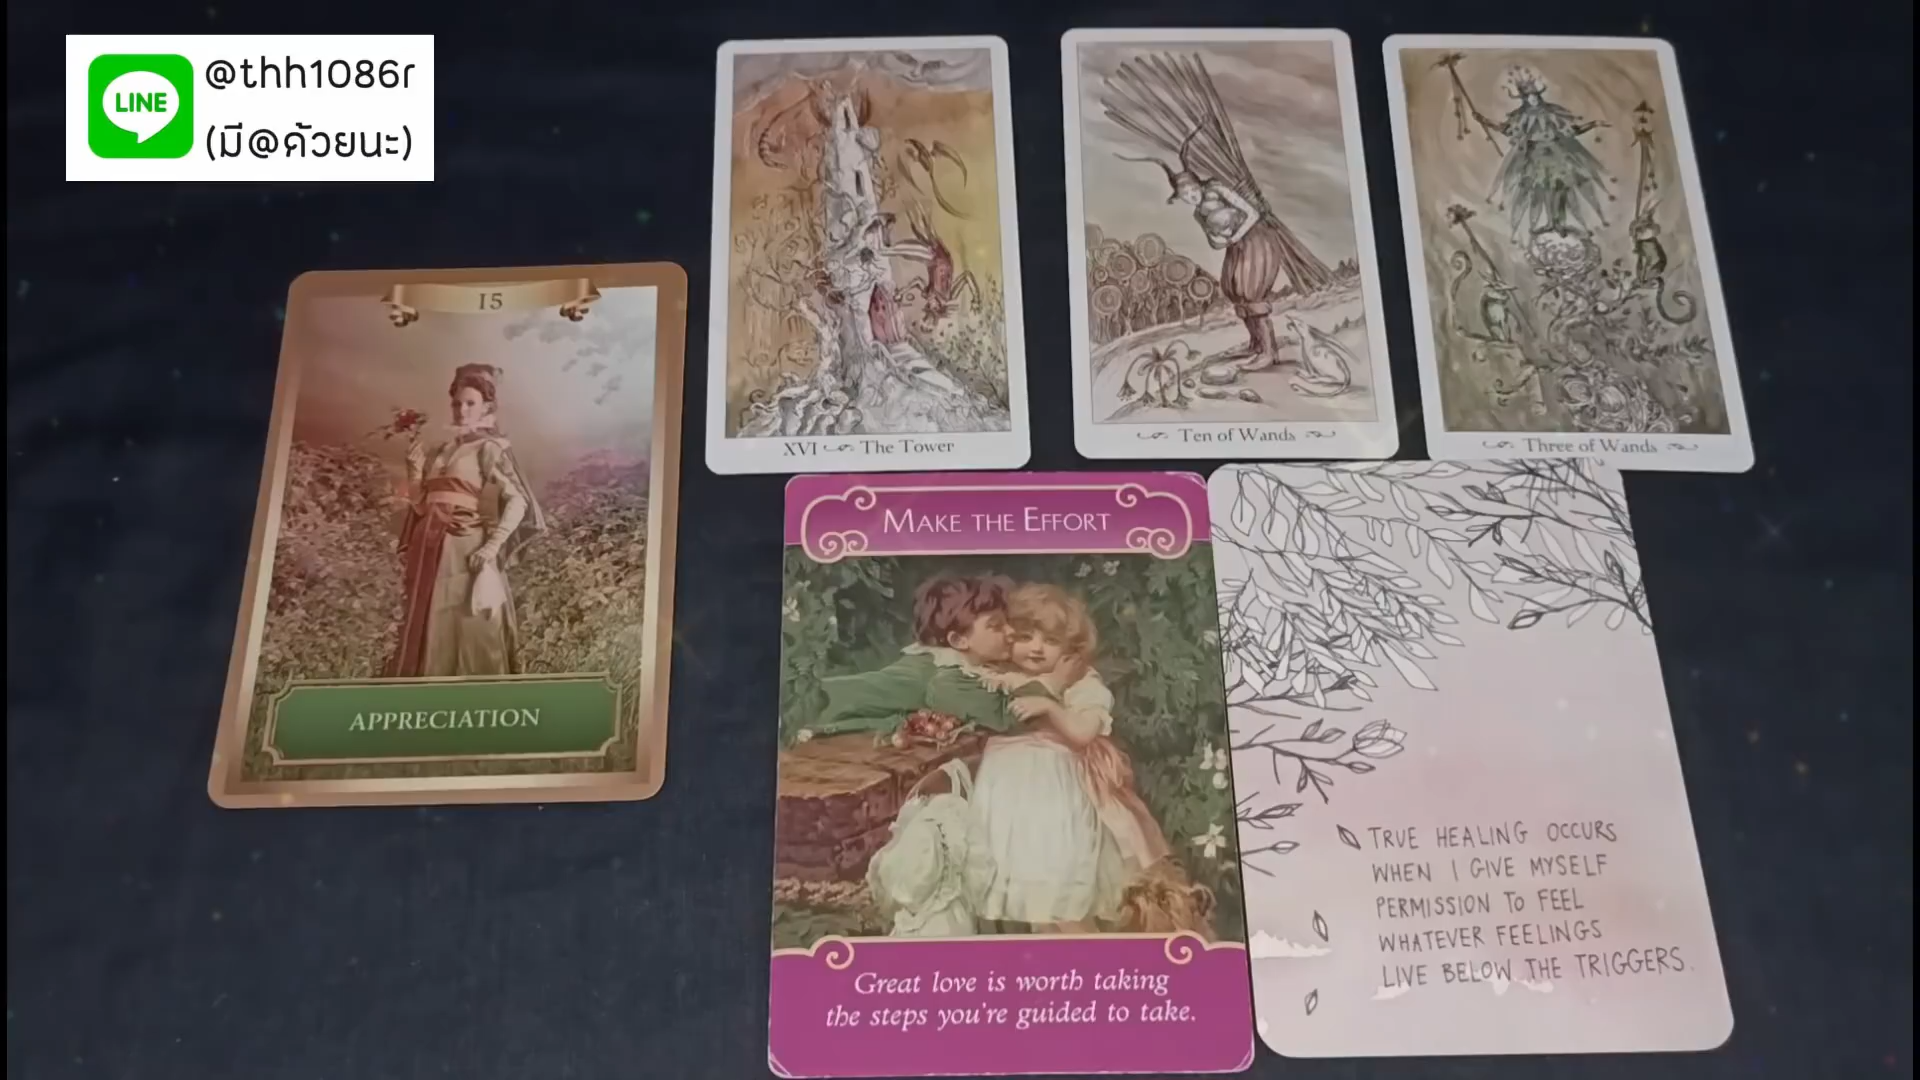 LINE
@thh1086r
(มี@ด้วยนะ)
15
APPRECIATION
XVI The Tower
Ten of Wands
Three of Wands
MAKE THE EFFORT
Great love is worth taking
the steps you're guided to take.
TRUE HEALING OCCURS
WHEN I GIVE MYSELF
PERMISSION TO FEEL
WHATEVER FEELINGS
LIVE BELOW THE TRIGGERS.